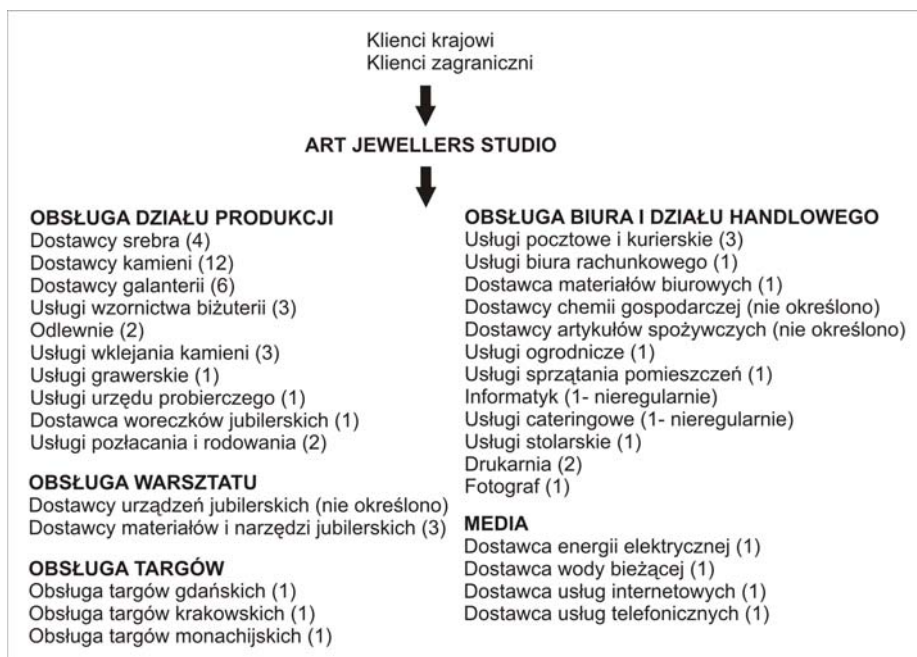 Klienci krajowi
Klienci zagraniczni
ART JEWELLERS STUDIO
OBSŁUGA DZIAŁU PRODUKCJI
Dostawcy srebra (4)
Dostawcy kamieni (12)
Dostawcy galanterii (6)
Usługi wzornictwa biżuterii (3)
Odlewnie (2)
Usługi wklejania kamieni (3)
Usługi grawerskie (1)
Usługi urzędu probierczego (1)
Dostawca woreczków jubilerskich (1)
Usługi pozłacania i rodowania (2)
OBSŁUGA WARSZTATU
Dostawcy urządzeń jubilerskich (nie określono)
Dostawcy materiałów i narzędzi jubilerskich (3)
OBSŁUGA TARGÓW
Obsługa targów gdańskich (1)
Obsługa targów krakowskich (1)
Obsługa targów monachijskich (1)
OBSŁUGA BIURA I DZIAŁU HANDLOWEGO
Usługi pocztowe i kurierskie (3)
Usługi biura rachunkowego (1)
Dostawca materiałów biurowych (1)
Dostawcy chemii gospodarczej (nie określono)
Dostawcy artykułów spożywczych (nie określono)
Usługi ogrodnicze (1)
Usługi sprzątania pomieszczeń (1)
Informatyk (1- nieregularnie)
Usługi cateringowe (1- nieregularnie)
Usługi stolarskie (1)
Drukarnia (2)
Fotograf (1)
MEDIA
Dostawca energii elektrycznej (1)
Dostawca wody bieżącej (1)
Dostawca usług internetowych (1)
Dostawca usług telefonicznych (1)